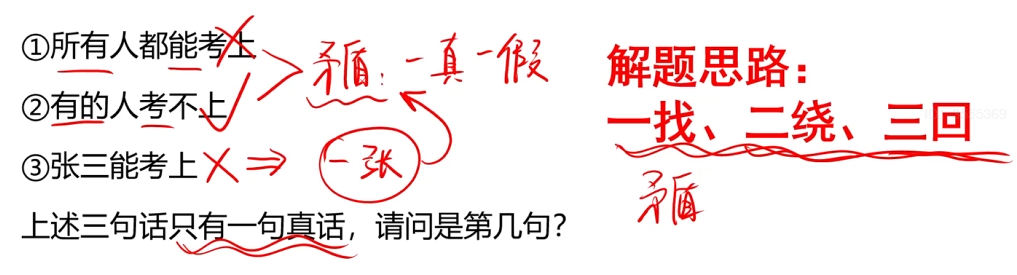 ①所有人都能考上
②有的人考不上
③张三能考上
上述三句话只有一句真话，请问是第几句？
矛盾：一真一假
一张
解题思路：
一找、二绕、三回
矛盾